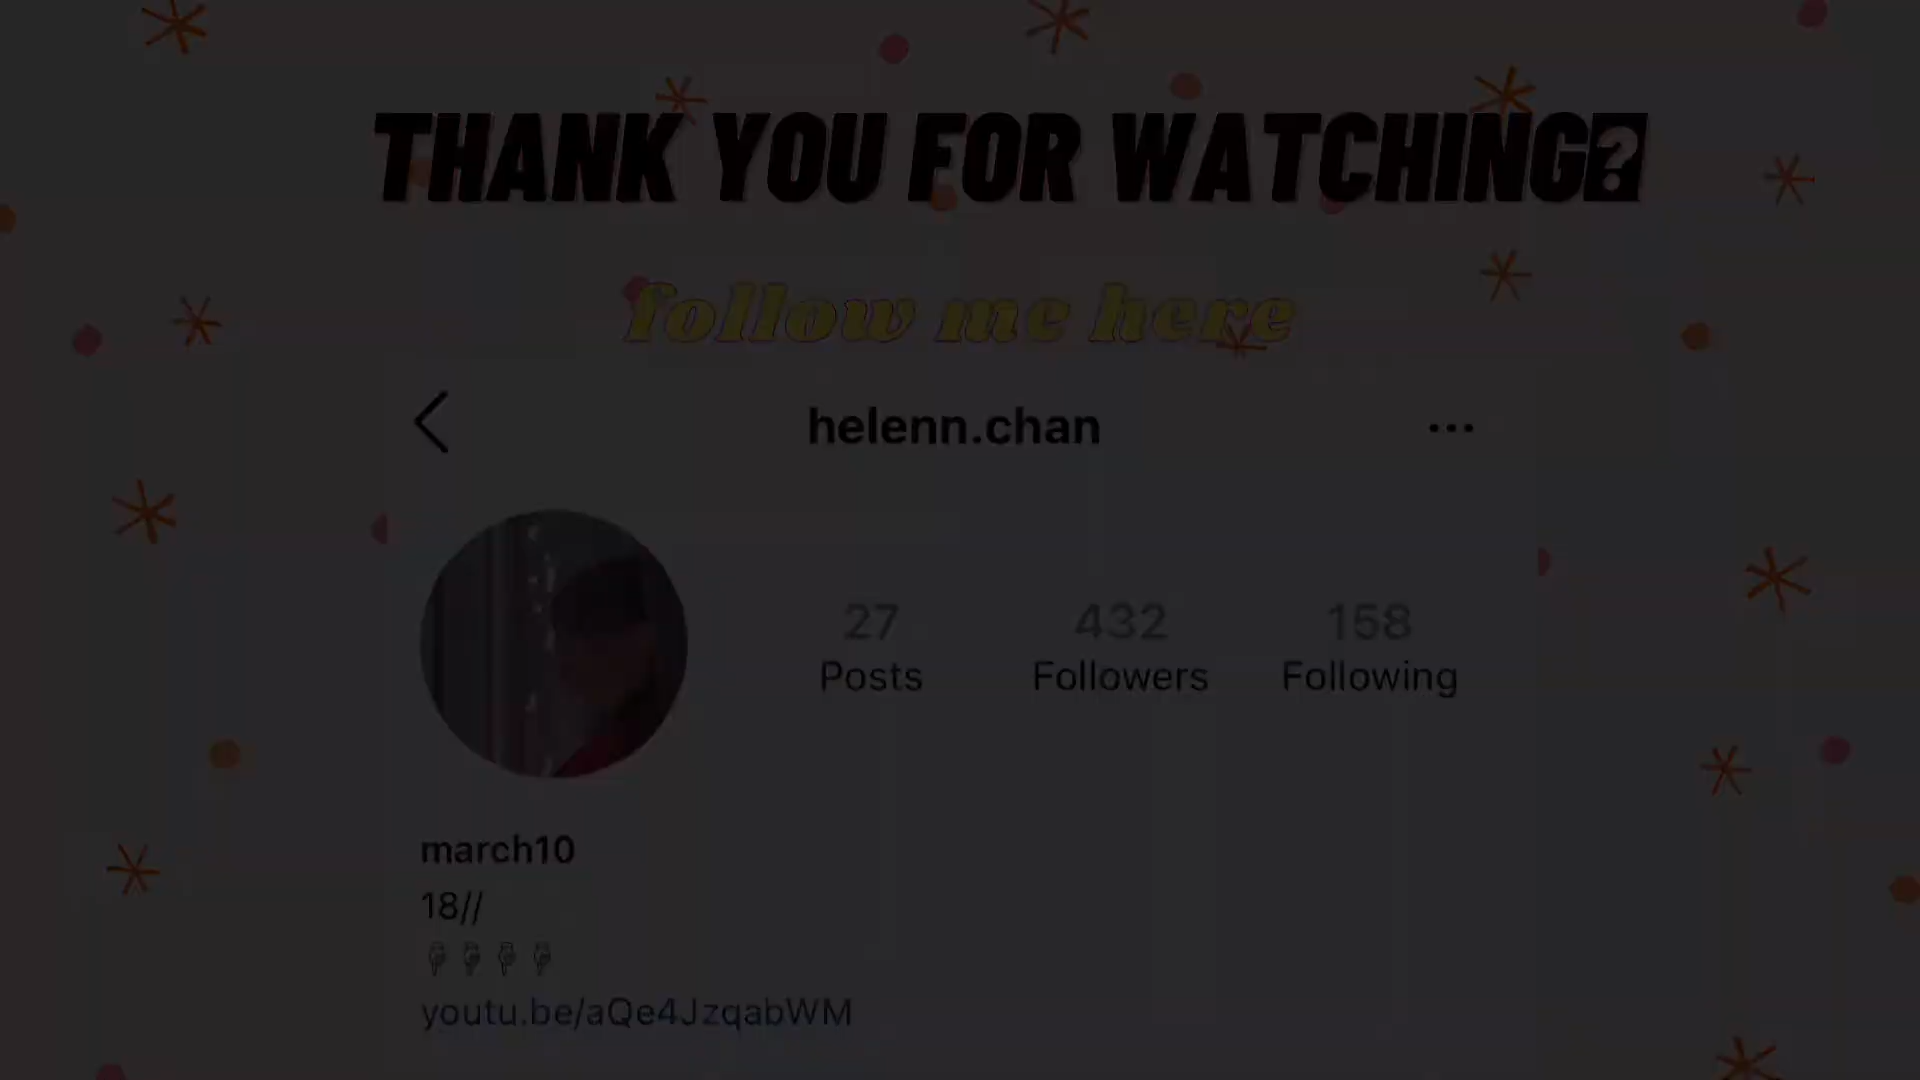 THANK YOU FOR WATCHING�
follow me here
helenn.chan
27 432 158
Posts Followers Following
march10
18//
👇👇👇👇
youtu.be/aQe4JzqabWM